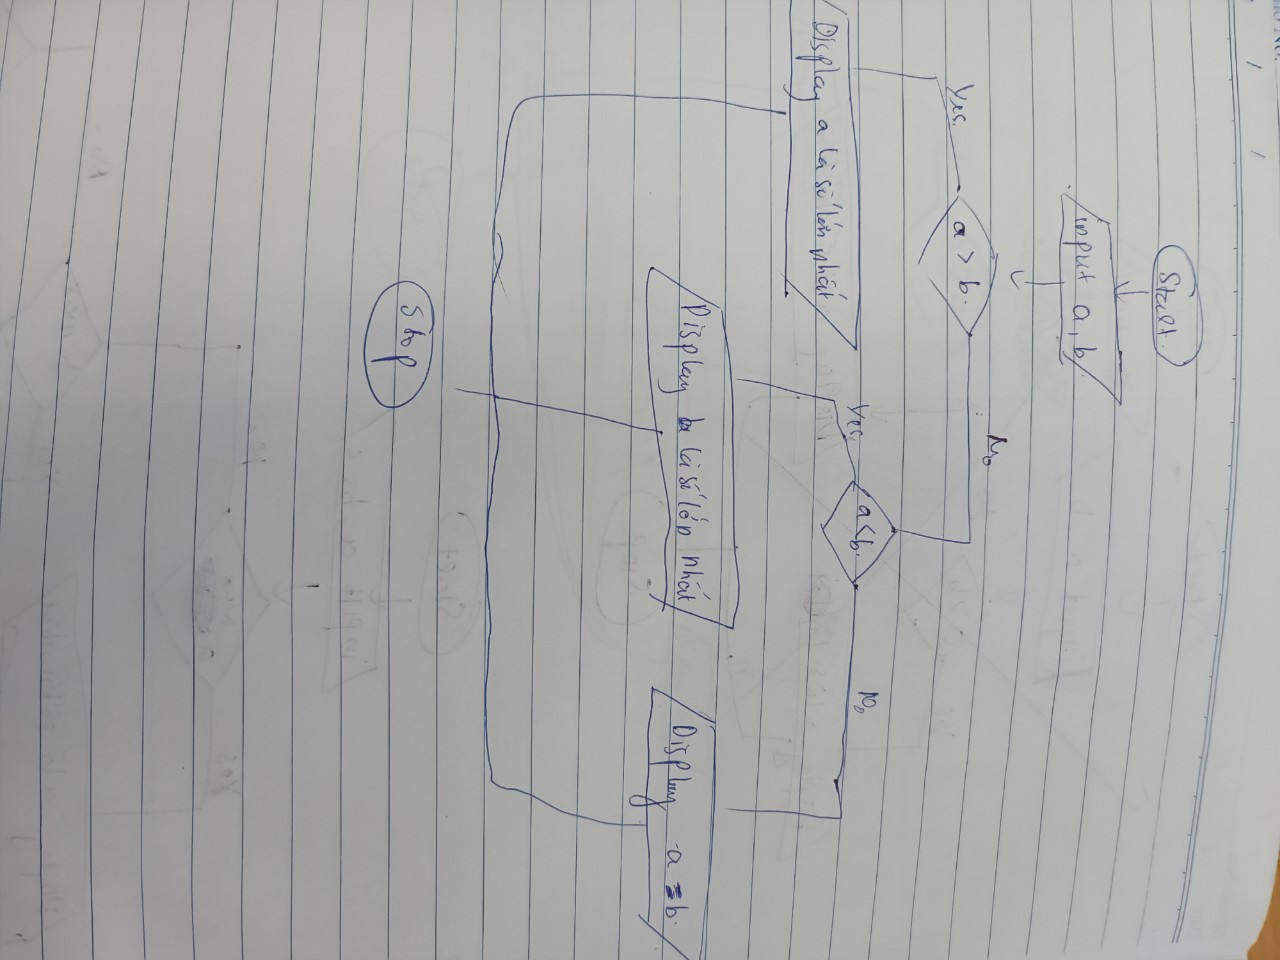 Start.
input a, b.
a > b.
Yes.
No
Display a là số lớn nhất
a < b.
Yes.
No
Display b là số lớn nhất
Display a = b.
Stop